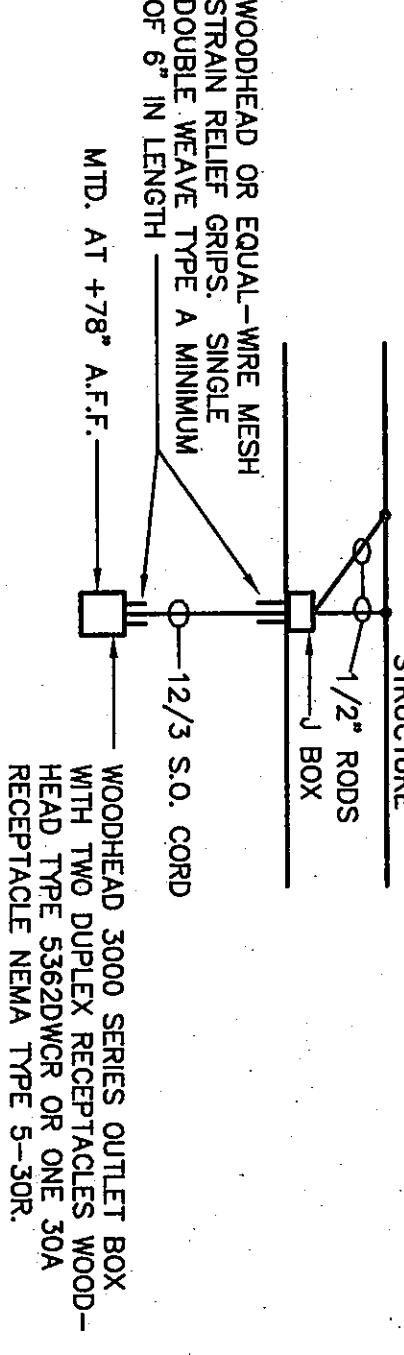 STRUCTURE
1/2" RODS
J BOX
WOODHEAD OR EQUAL-WIRE MESH
STRAIN RELIEF GRIPS. SINGLE
DOUBLE WEAVE TYPE A MINIMUM
OF 6" IN LENGTH
12/3 S.O. CORD
MTD. AT +78" A.F.F.
WOODHEAD 3000 SERIES OUTLET BOX
WITH TWO DUPLEX RECEPTACLES WOOD-
HEAD TYPE 5362DWCR OR ONE 30A
RECEPTACLE NEMA TYPE 5-30R.